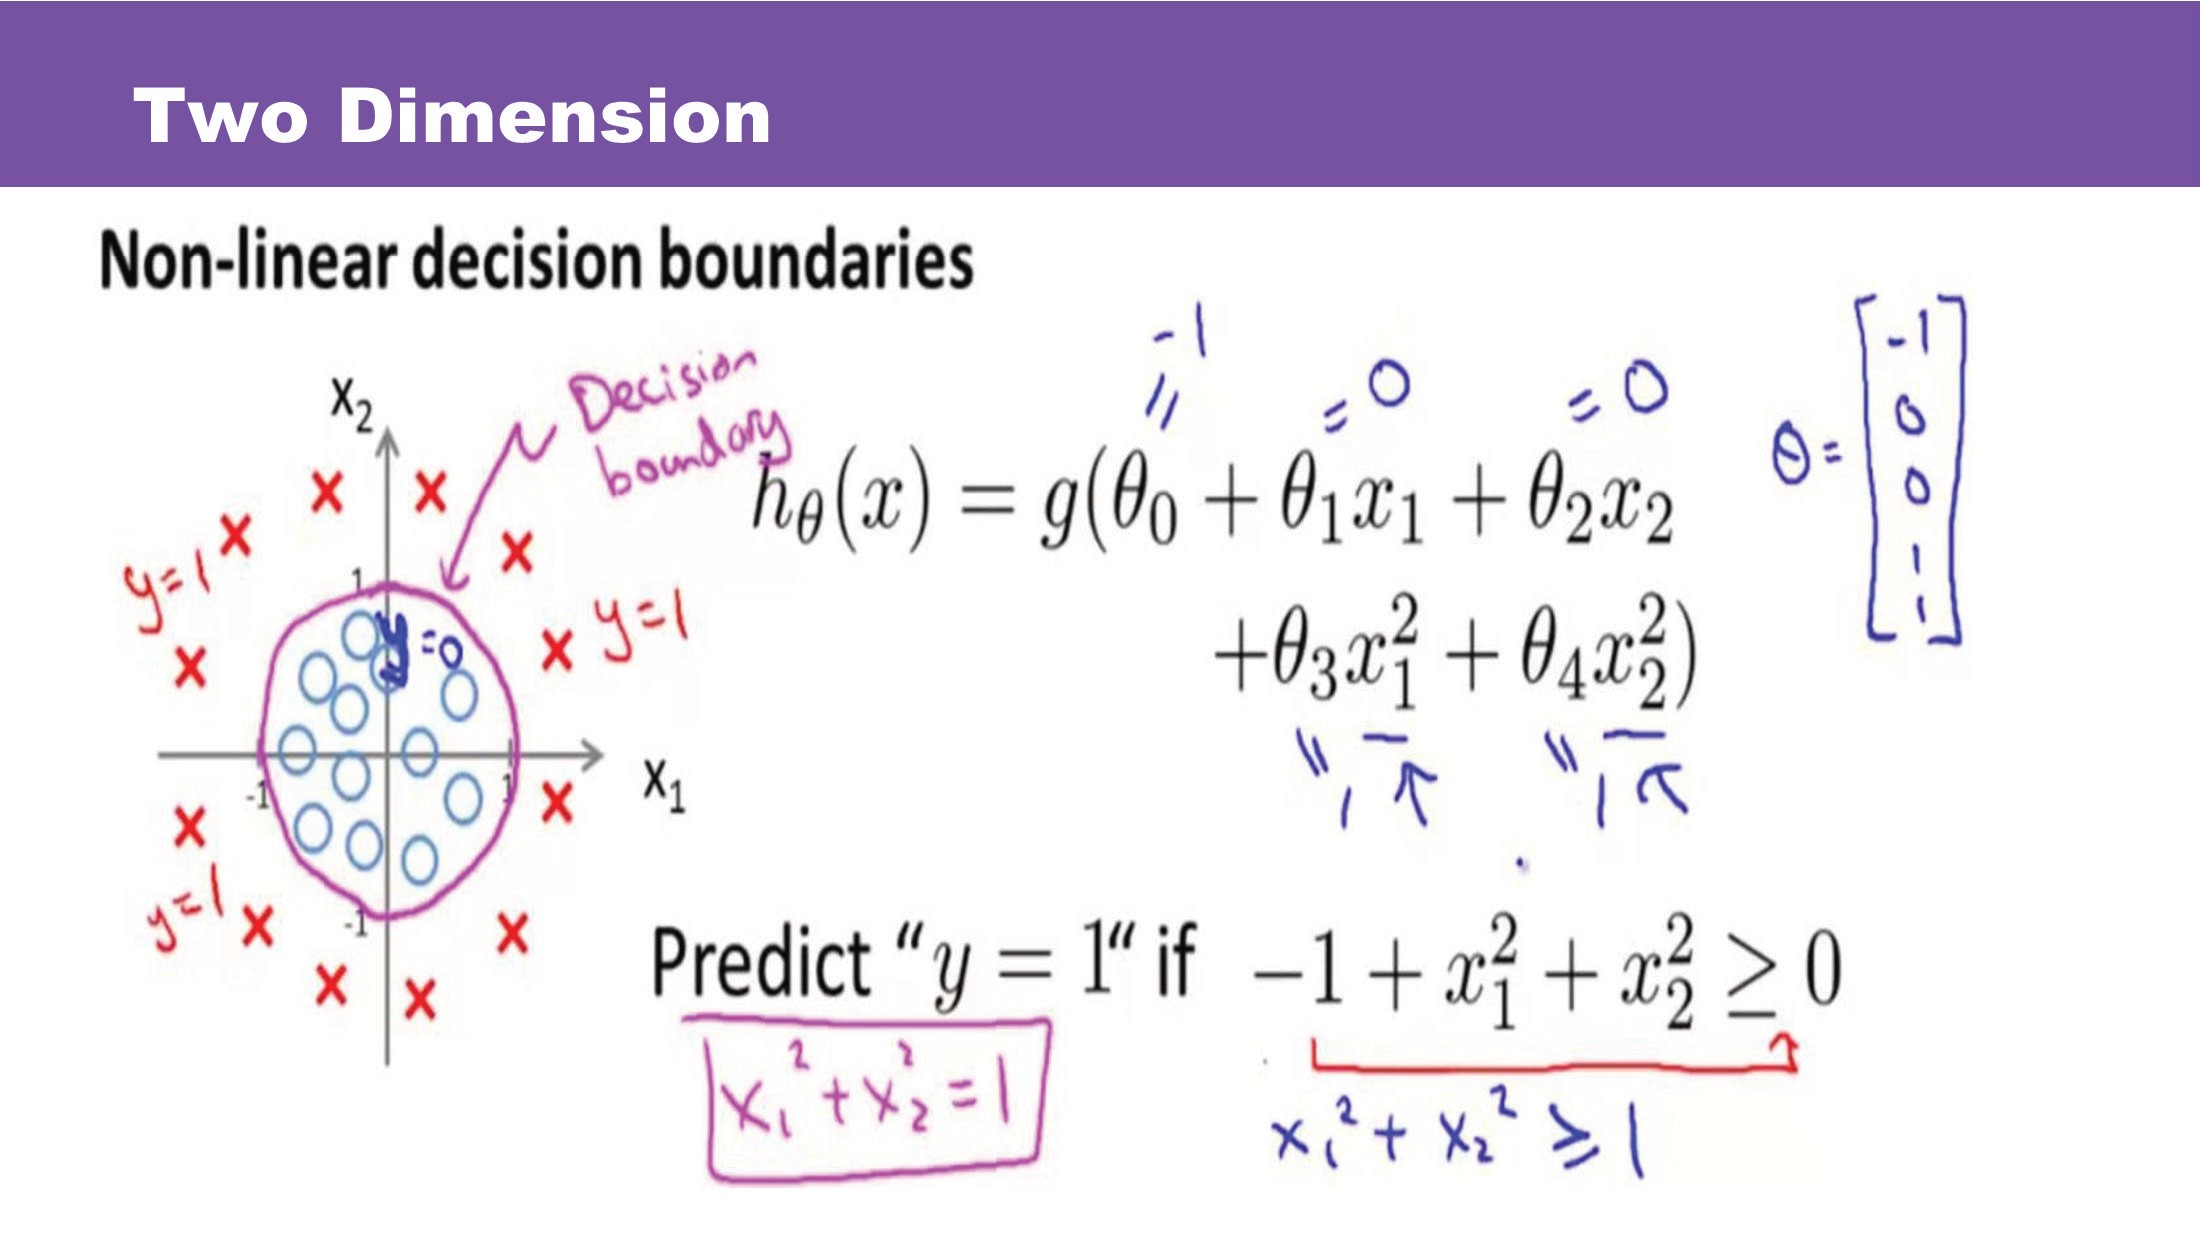 Two Dimension
Non-linear decision boundaries
x₂
Decision
boundary
y=1
y=1
1
y=0
-1
1
x₁
y=1
-1
-1
= 0
= 0
θ = [-1 0 0 1 1]
hθ(x) = g(θ₀ + θ₁x₁ + θ₂x₂
+θ₃x₁² + θ₄x₂²)
= 1
= 1
Predict “y = 1“ if −1 + x₁² + x₂² ≥ 0
x₁² + x₂² = 1
x₁² + x₂² ≥ 1